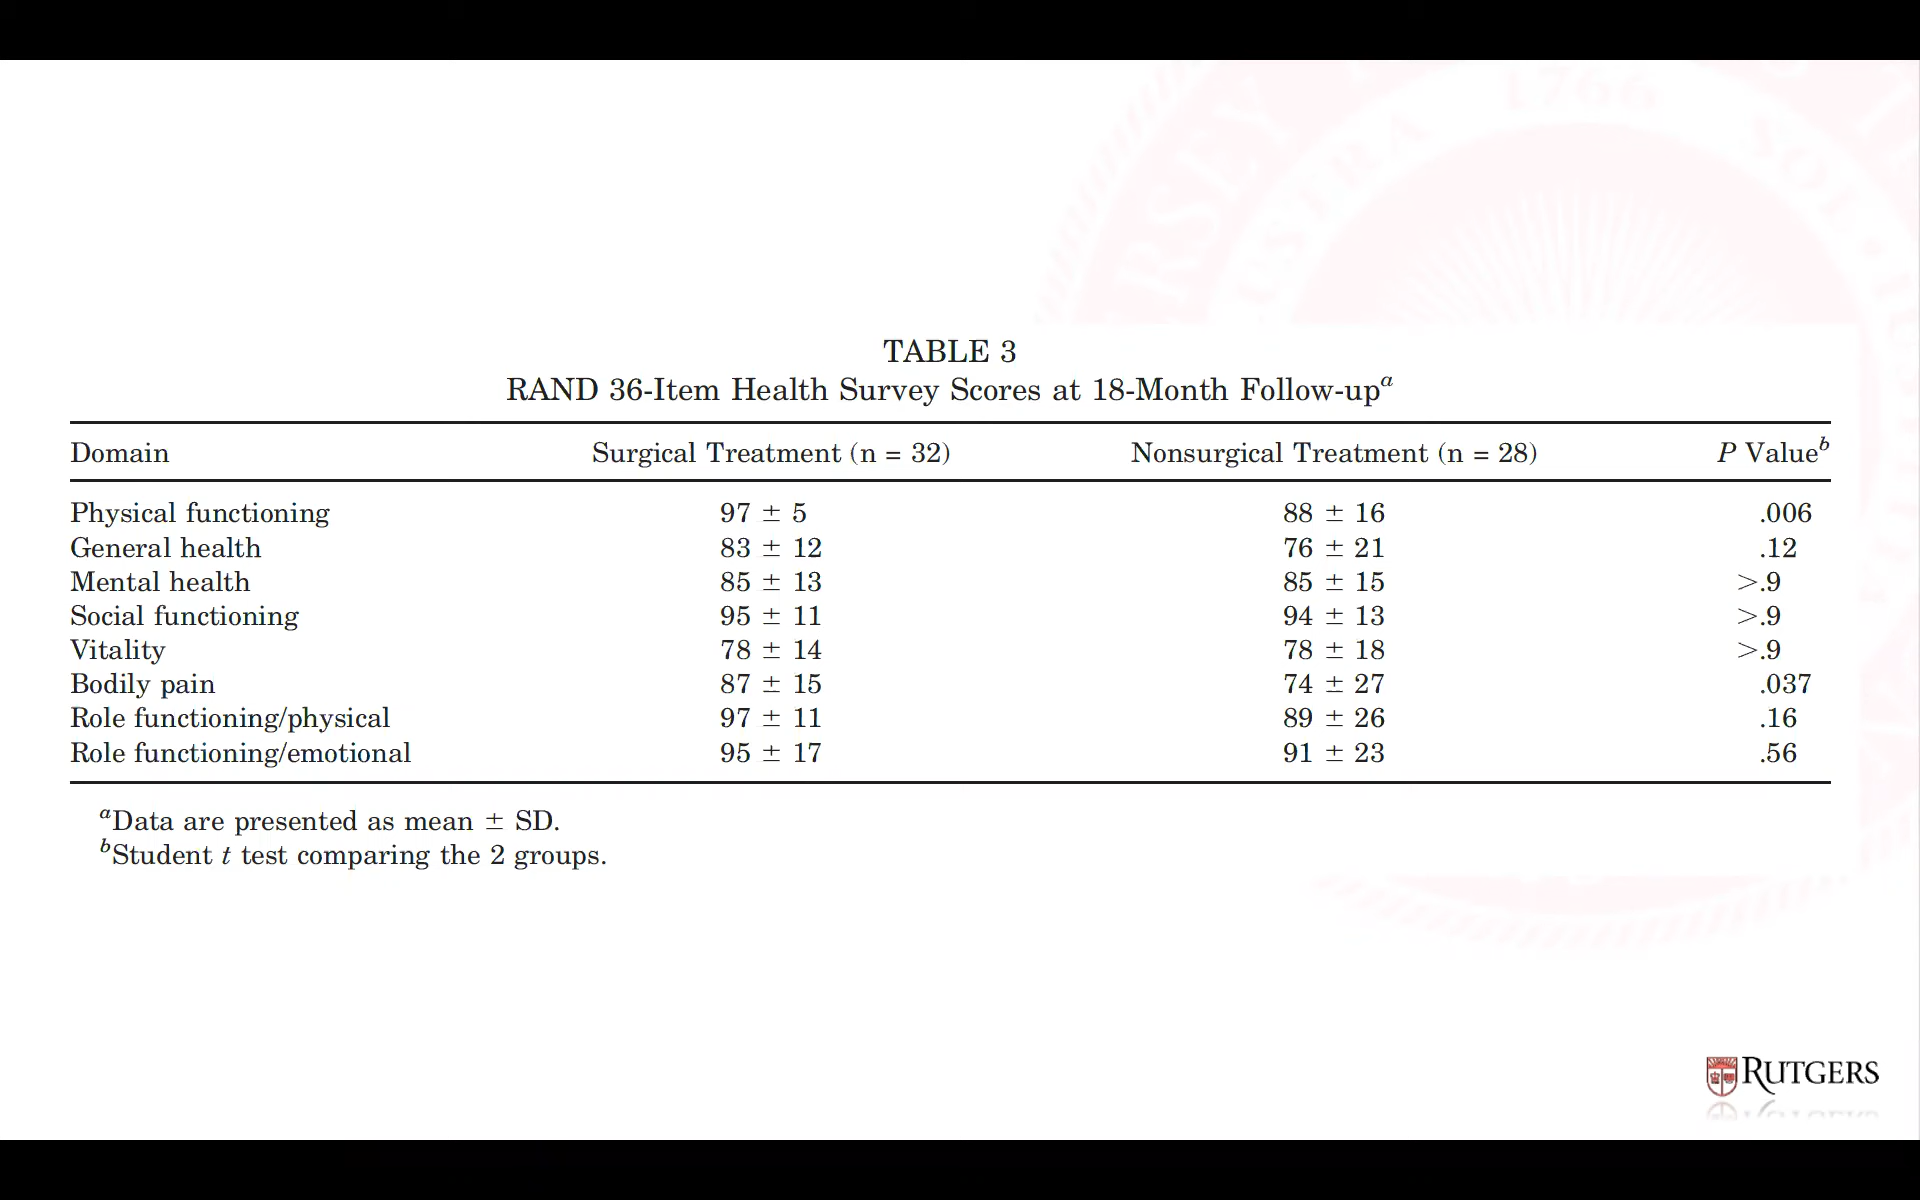 1766
TABLE 3
RAND 36-Item Health Survey Scores at 18-Month Follow-upᵃ
Domain Surgical Treatment (n = 32) Nonsurgical Treatment (n = 28) P Valueᵇ
Physical functioning 97 ± 5 88 ± 16 .006
General health 83 ± 12 76 ± 21 .12
Mental health 85 ± 13 85 ± 15 >.9
Social functioning 95 ± 11 94 ± 13 >.9
Vitality 78 ± 14 78 ± 18 >.9
Bodily pain 87 ± 15 74 ± 27 .037
Role functioning/physical 97 ± 11 89 ± 26 .16
Role functioning/emotional 95 ± 17 91 ± 23 .56
ᵃData are presented as mean ± SD.
ᵇStudent t test comparing the 2 groups.
RUTGERS